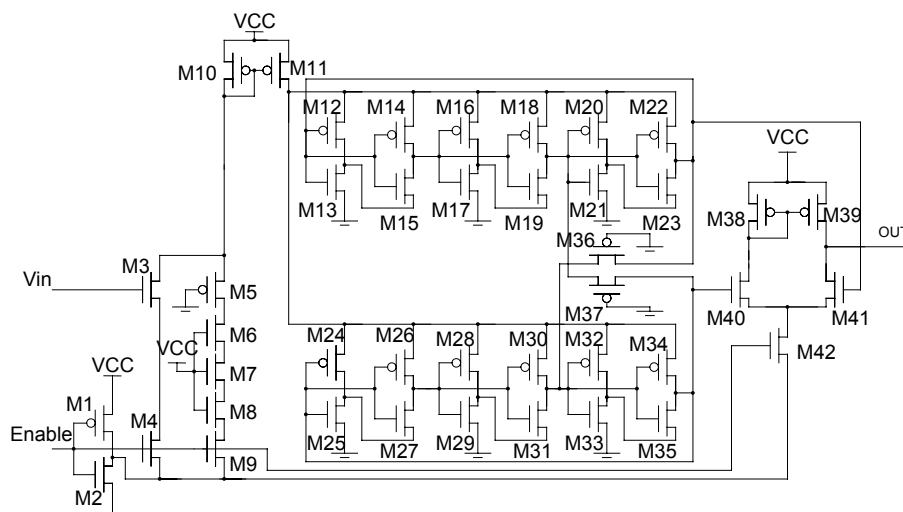 VCC
M10
M11
M12
M14
M16
M18
M20
M22
VCC
M13
M15
M17
M19
M21
M23
M38
M39
OUT
M36
Vin
M3
M5
M37
M40
M41
M6
M24
M26
M28
M30
M32
M34
M42
VCC
M7
VCC
M1
M4
M8
Enable
M25
M27
M29
M31
M33
M35
M9
M2